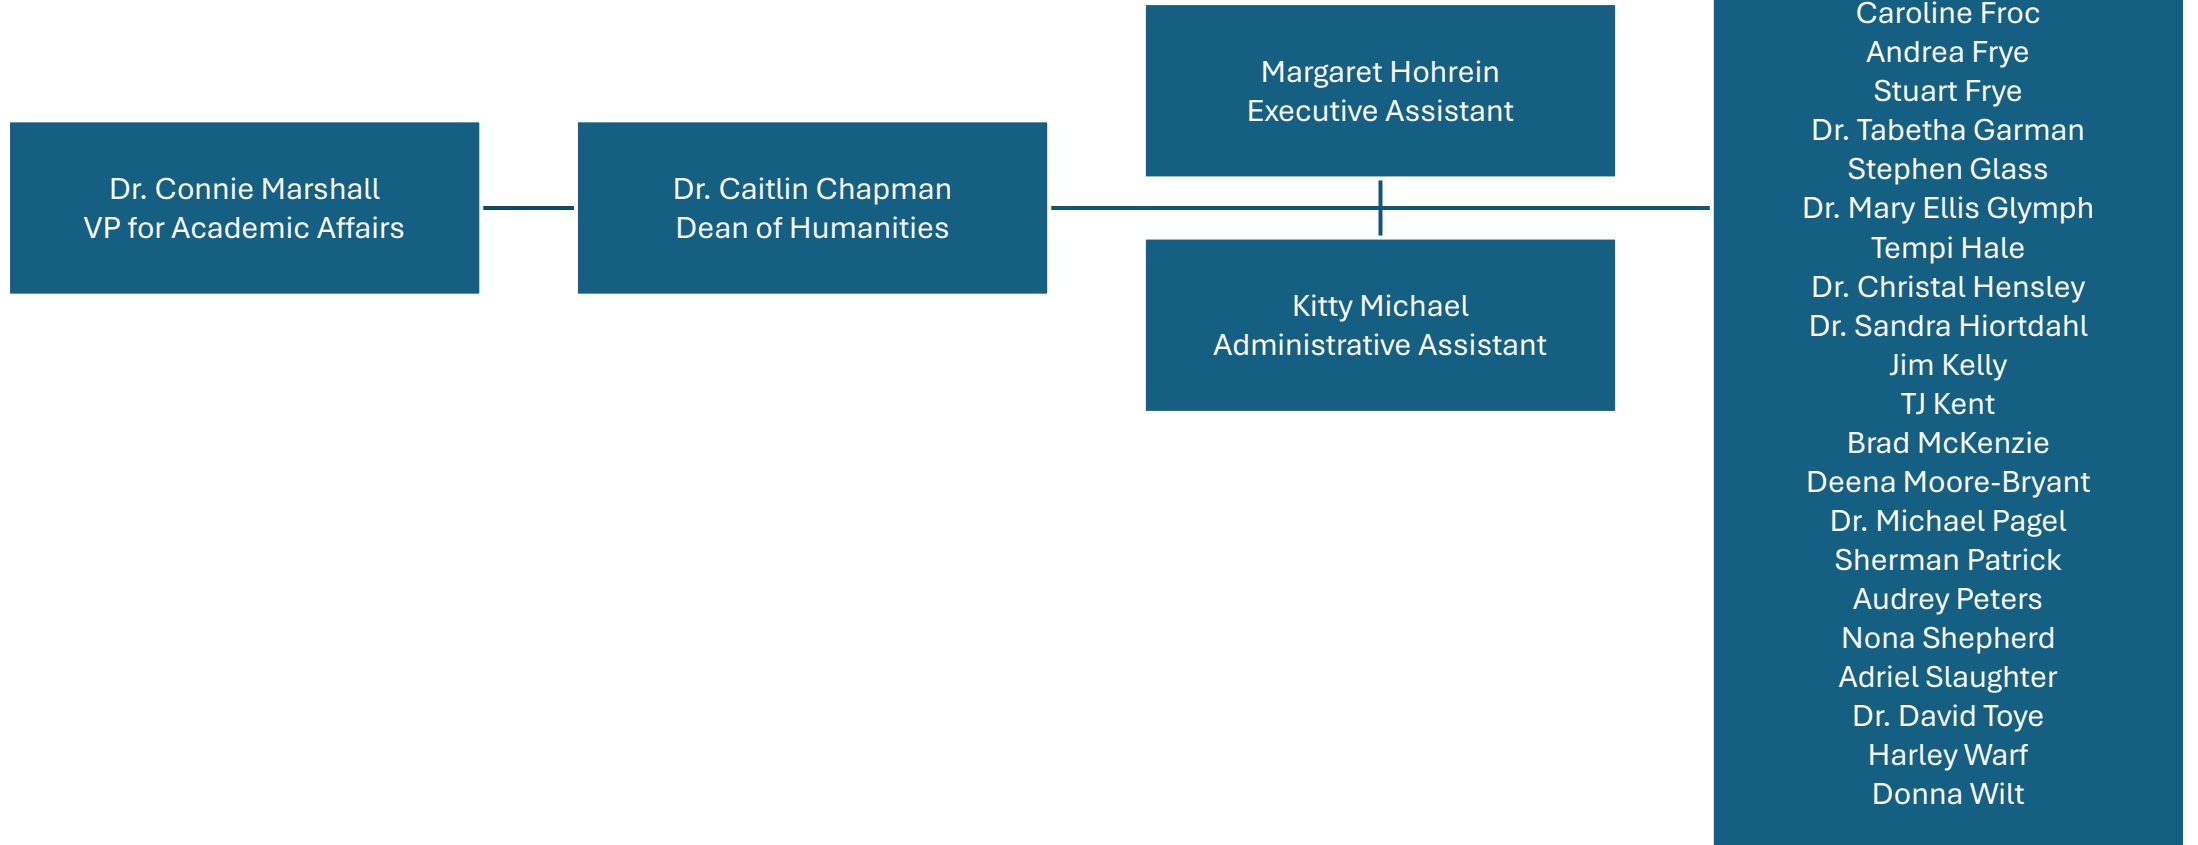 Dr. Connie Marshall
VP for Academic Affairs
Dr. Caitlin Chapman
Dean of Humanities
Margaret Hohrein
Executive Assistant
Kitty Michael
Administrative Assistant
Caroline Froc
Andrea Frye
Stuart Frye
Dr. Tabetha Garman
Stephen Glass
Dr. Mary Ellis Glymph
Tempi Hale
Dr. Christal Hensley
Dr. Sandra Hiortdahl
Jim Kelly
TJ Kent
Brad McKenzie
Deena Moore-Bryant
Dr. Michael Pagel
Sherman Patrick
Audrey Peters
Nona Shepherd
Adriel Slaughter
Dr. David Toye
Harley Warf
Donna Wilt